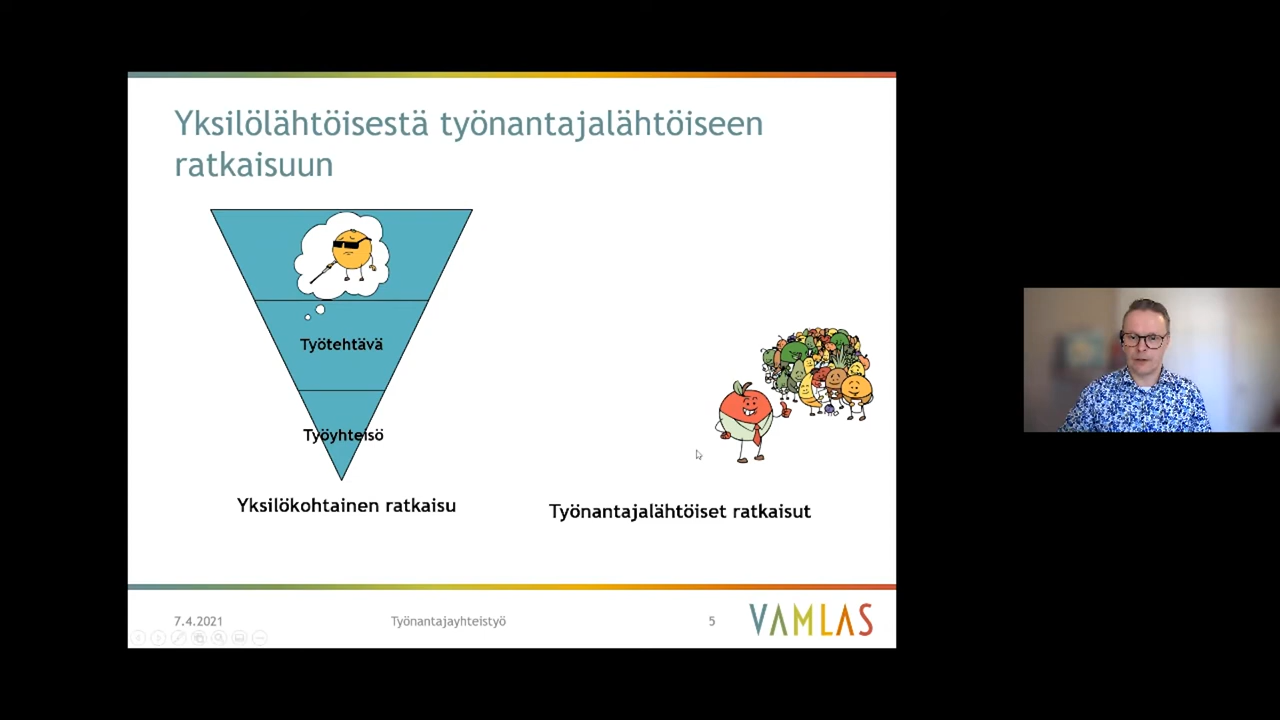 Yksilölähtöisestä työnantajalähtöiseen
ratkaisuun
Työtehtävä
Työyhteisö
Yksilökohtainen ratkaisu
Työnantajalähtöiset ratkaisut
7.4.2021
Työnantajayhteistyö
5
VAMLAS